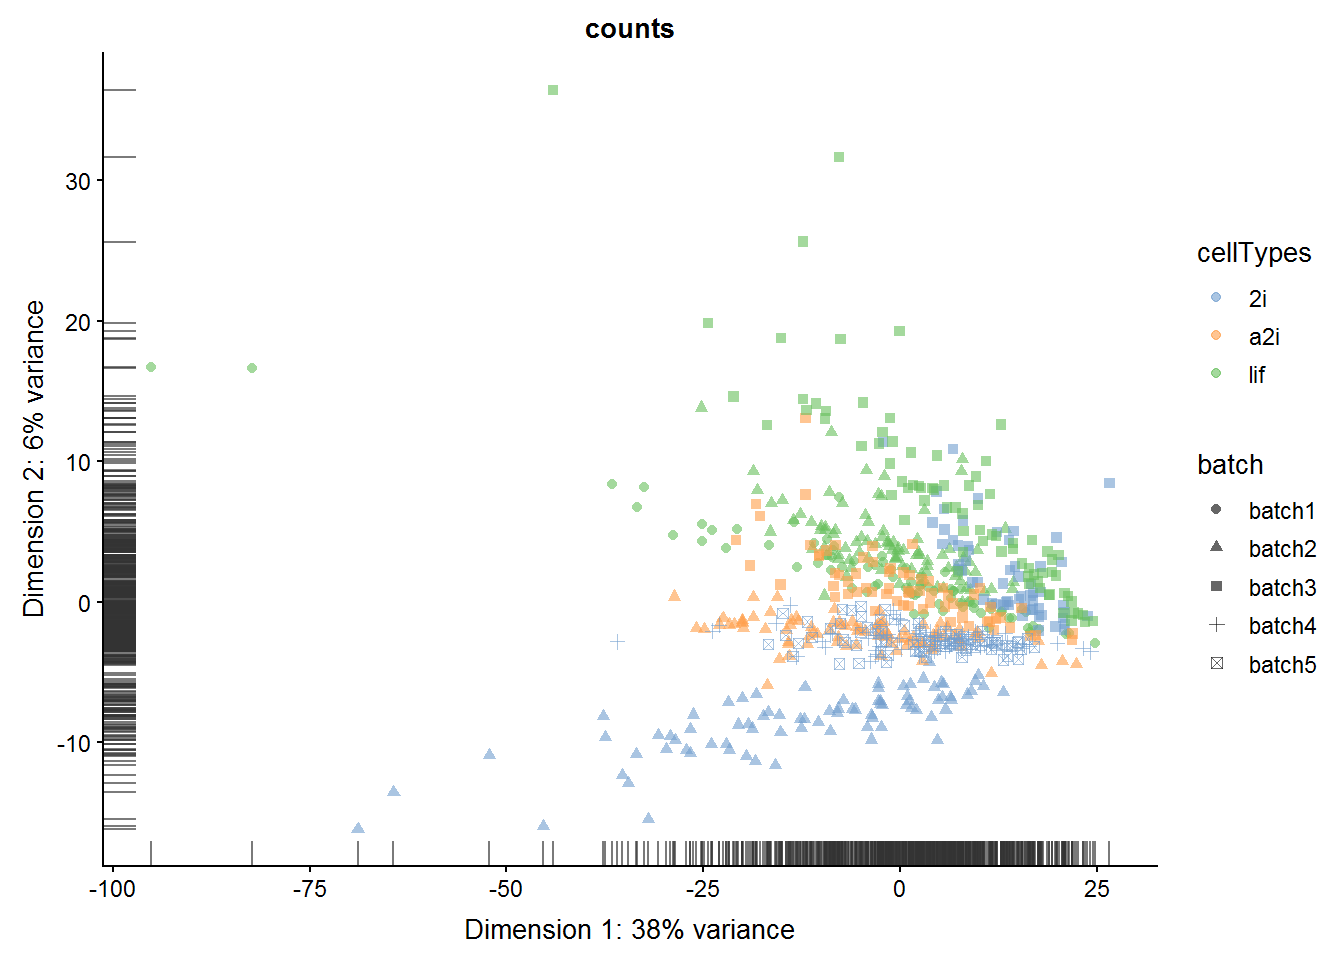 counts
Dimension 2: 6% variance
30
20
10
0
-10
-100
-75
-50
-25
0
25
Dimension 1: 38% variance
cellTypes
2i
a2i
lif
batch
batch1
batch2
batch3
batch4
batch5